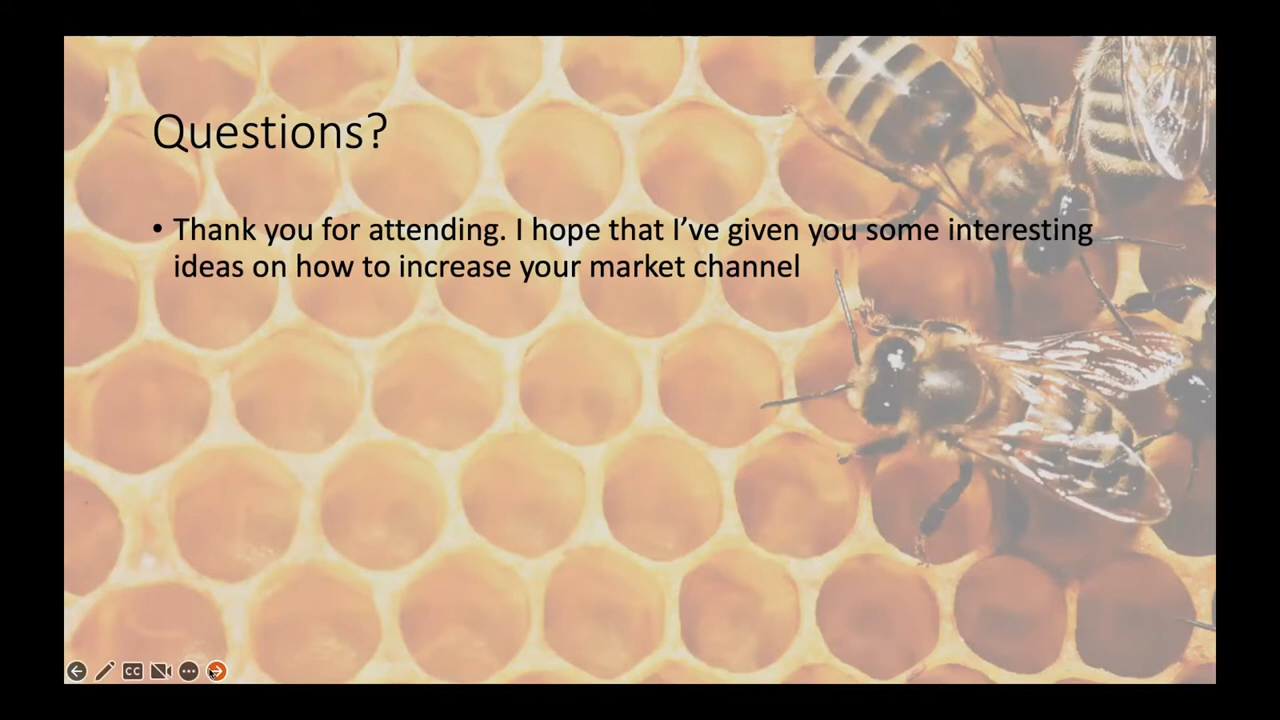 Questions?
• Thank you for attending. I hope that I’ve given you some interesting
ideas on how to increase your market channel
CC